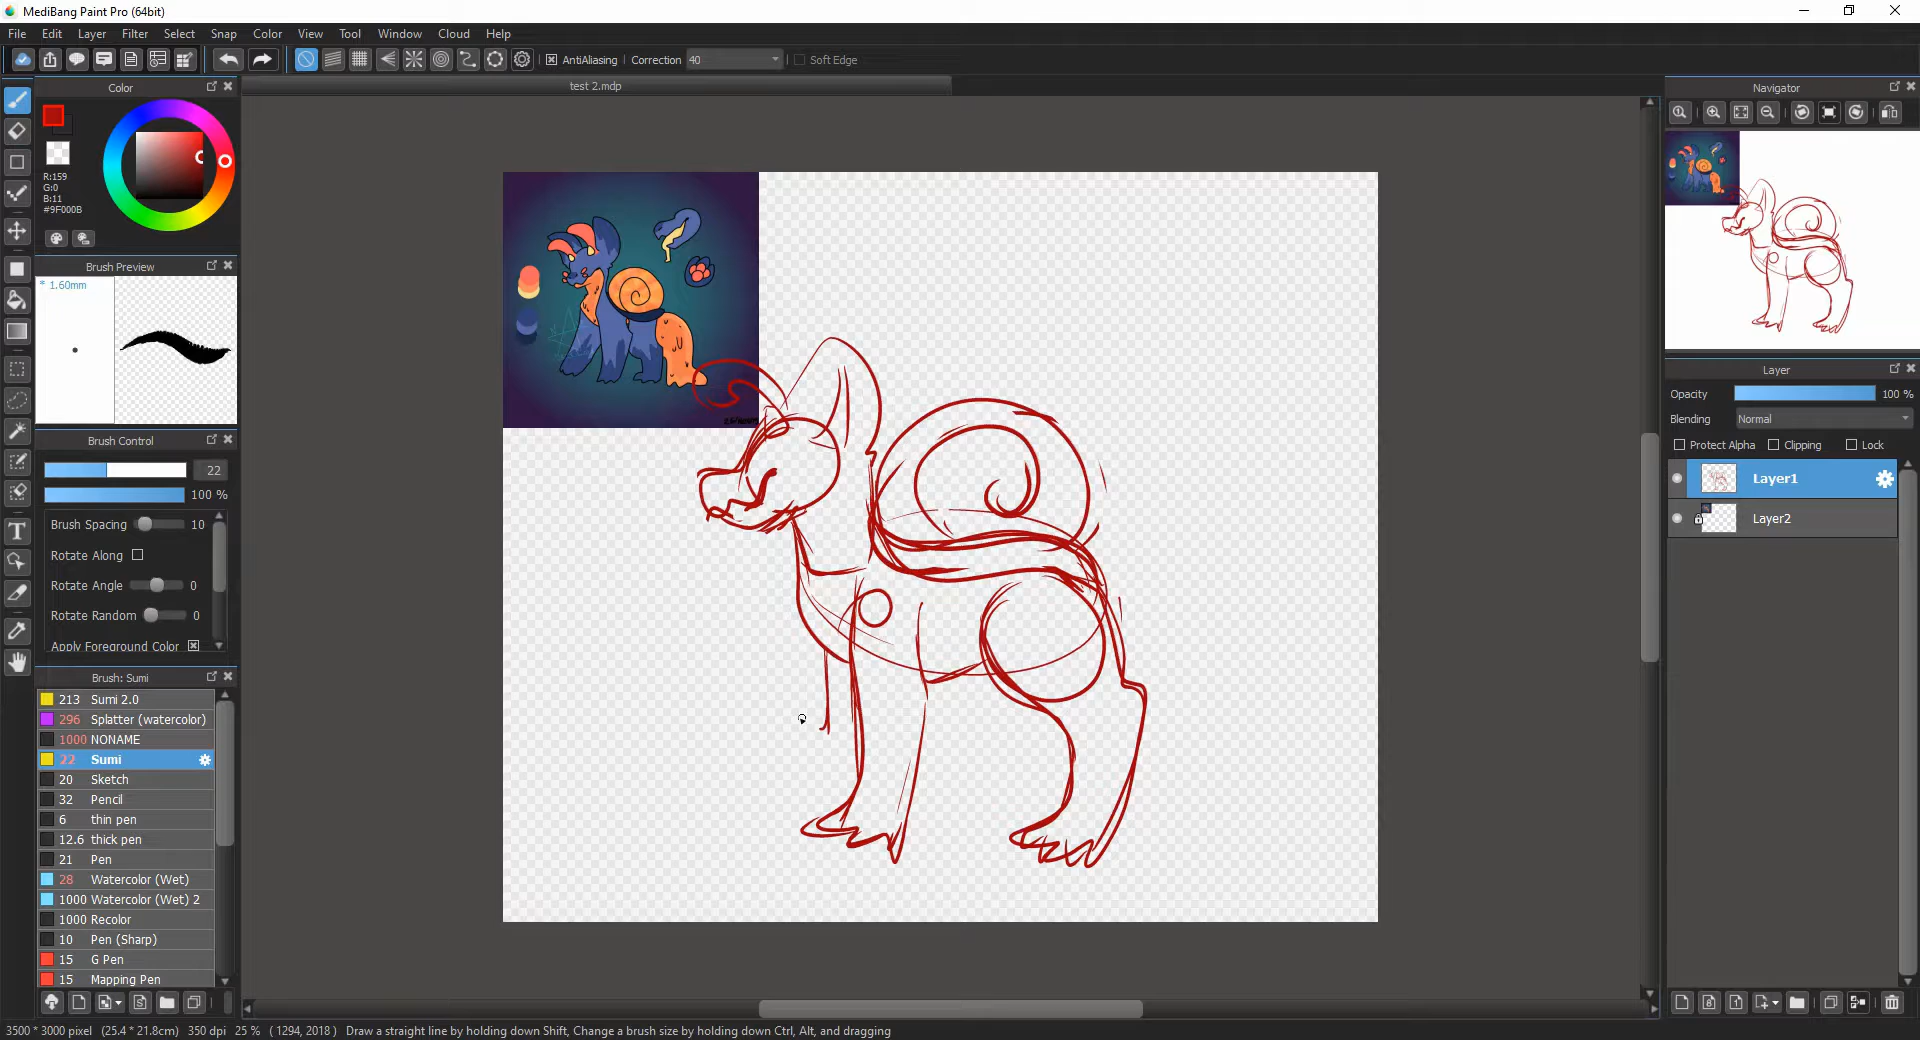 MediBang Paint Pro (64bit)
File Edit Layer Filter Select Snap Color View Tool Window Cloud Help
AntiAliasing Correction 40 Soft Edge
test 2.mdp
Color
R:159
G:0
B:11
#9F000B
Brush Preview
* 1.60mm
Brush Control
22
100 %
Brush Spacing 10
Rotate Along
Rotate Angle 0
Rotate Random 0
Apply Foreground Color
Brush: Sumi
213 Sumi 2.0
296 Splatter (watercolor)
1000 NONAME
22 Sumi
20 Sketch
32 Pencil
6 thin pen
12.6 thick pen
21 Pen
28 Watercolor (Wet)
1000 Watercolor (Wet) 2
1000 Recolor
10 Pen (Sharp)
15 G Pen
15 Mapping Pen
Navigator
Layer
Opacity 100 %
Blending Normal
Protect Alpha Clipping Lock
Layer1
Layer2
3500 * 3000 pixel (25.4 * 21.8cm) 350 dpi 25 % ( 1294, 2018 ) Draw a straight line by holding down Shift, Change a brush size by holding down Ctrl, Alt, and dragging